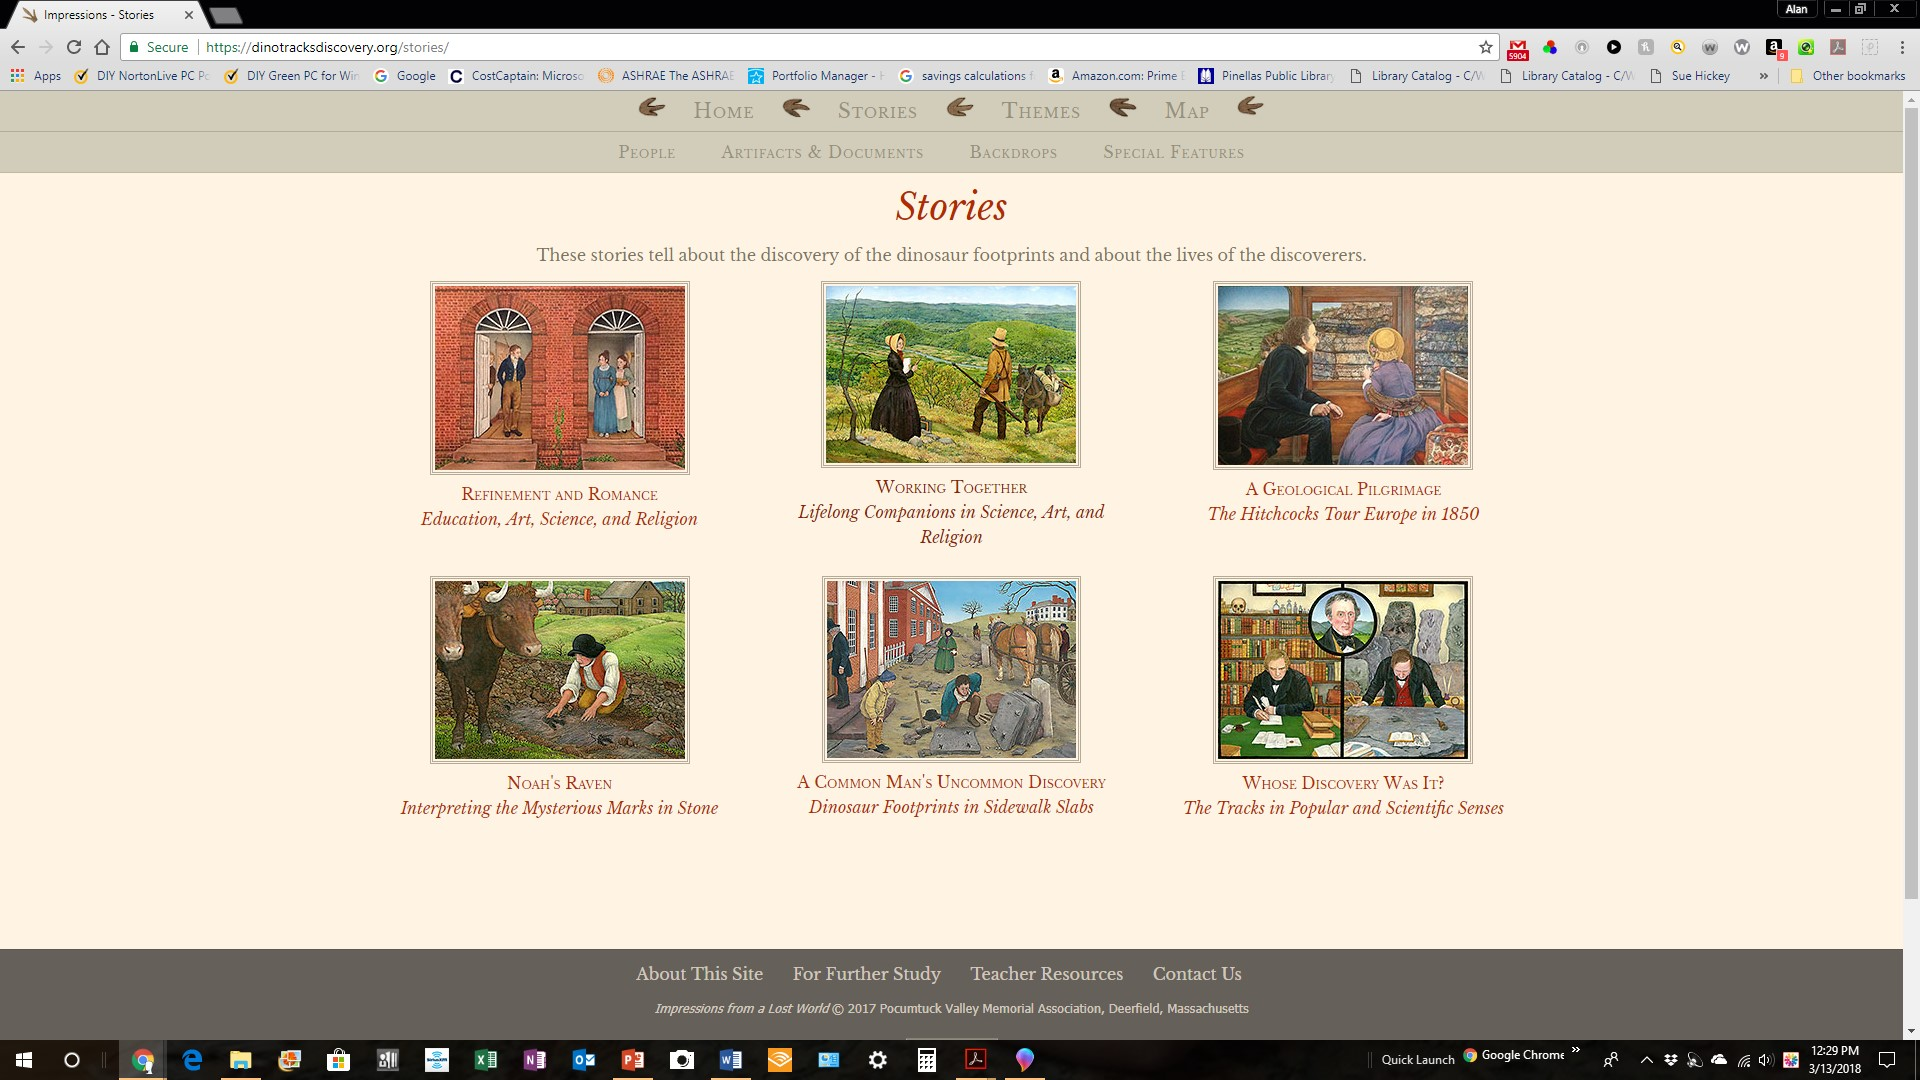 Impressions - Stories
Alan
Secure
https://dinotracksdiscovery.org/stories/
5904
9
Apps
DIY NortonLive PC Po
DIY Green PC for Win
Google
CostCaptain: Microso
ASHRAE The ASHRAE
Portfolio Manager - H
savings calculations f
Amazon.com: Prime E
Pinellas Public Library
Library Catalog - C/W
Library Catalog - C/W
Sue Hickey
»
Other bookmarks
Home Stories Themes Map
People Artifacts & Documents Backdrops Special Features
Stories
These stories tell about the discovery of the dinosaur footprints and about the lives of the discoverers.
Refinement and Romance
Education, Art, Science, and Religion
Working Together
Lifelong Companions in Science, Art, and
Religion
A Geological Pilgrimage
The Hitchcocks Tour Europe in 1850
Noah's Raven
Interpreting the Mysterious Marks in Stone
A Common Man's Uncommon Discovery
Dinosaur Footprints in Sidewalk Slabs
Whose Discovery Was It?
The Tracks in Popular and Scientific Senses
About This Site For Further Study Teacher Resources Contact Us
Impressions from a Lost World © 2017 Pocumtuck Valley Memorial Association, Deerfield, Massachusetts
Quick Launch
Google Chrome
»
12:29 PM
3/13/2018